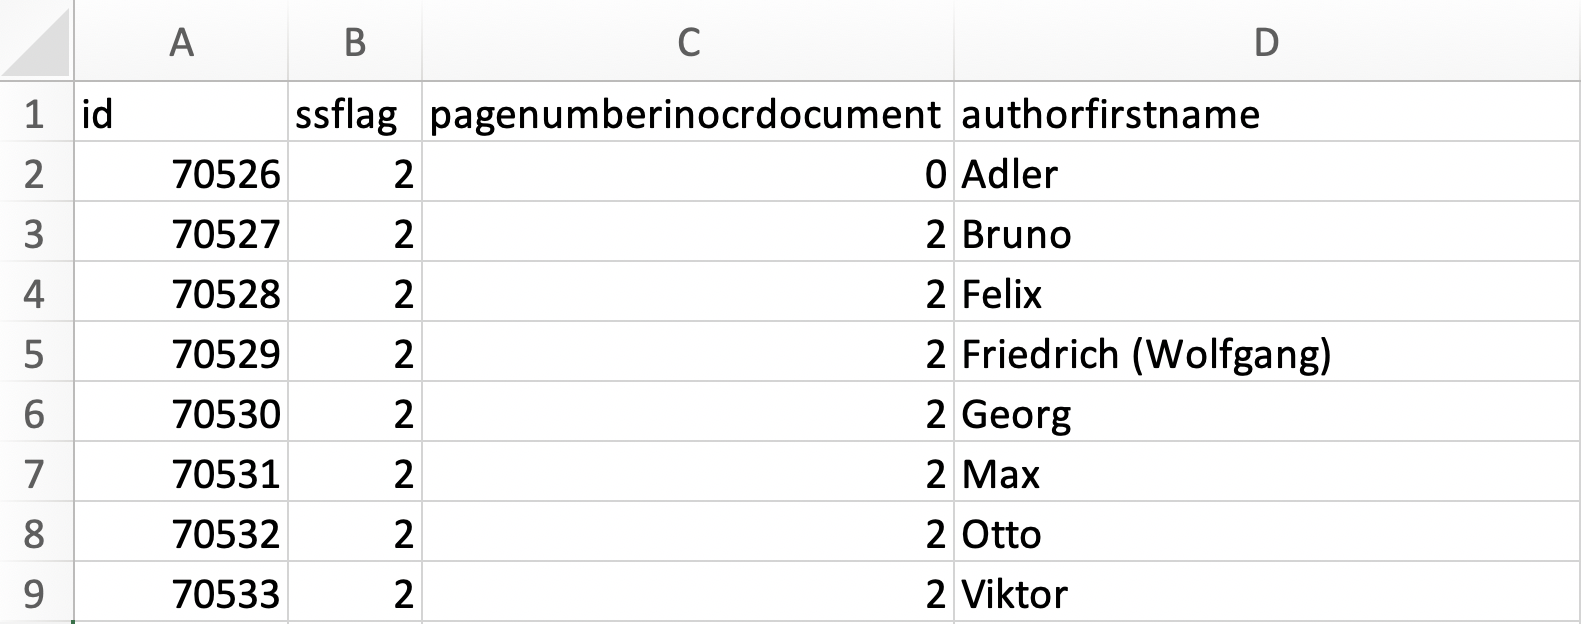 A B C D
1 id ssflag pagenumberinocrdocument authorfirstname
2 70526 2 0 Adler
3 70527 2 2 Bruno
4 70528 2 2 Felix
5 70529 2 2 Friedrich (Wolfgang)
6 70530 2 2 Georg
7 70531 2 2 Max
8 70532 2 2 Otto
9 70533 2 2 Viktor